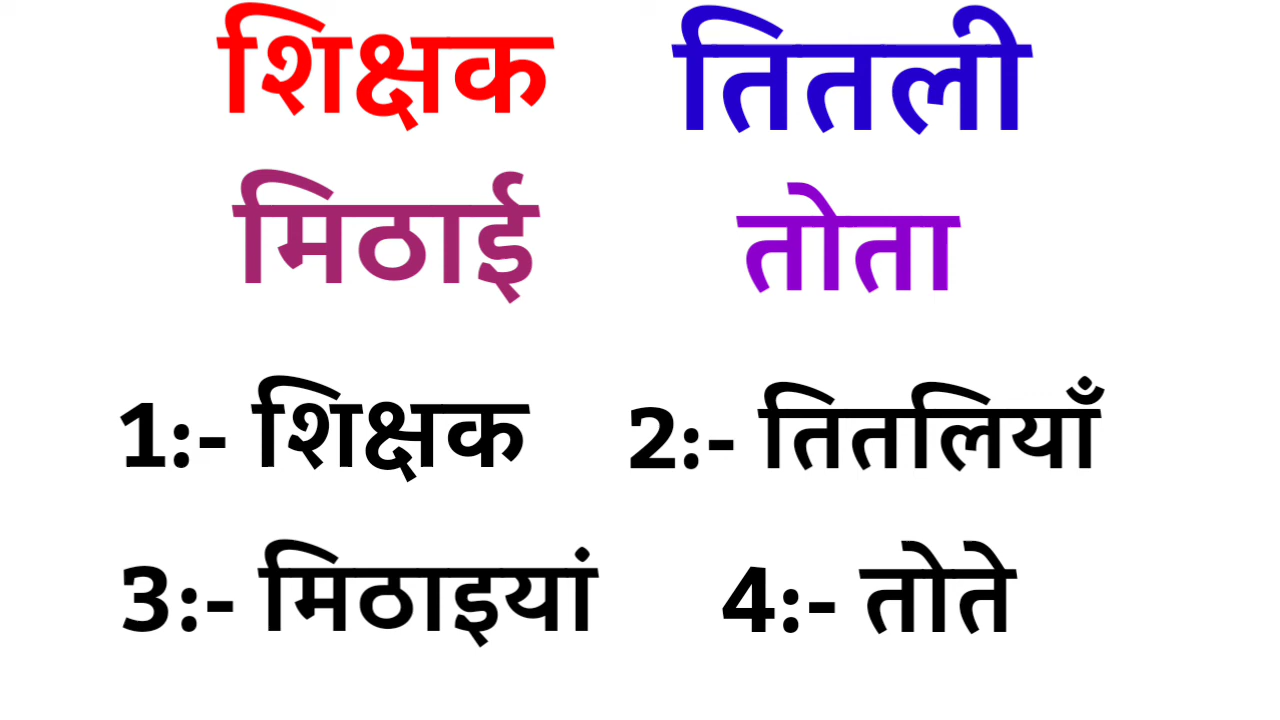 शिक्षक तितली
मिठाई तोता
1:- शिक्षक 2:- तितलियाँ
3:- मिठाइयां 4:- तोते